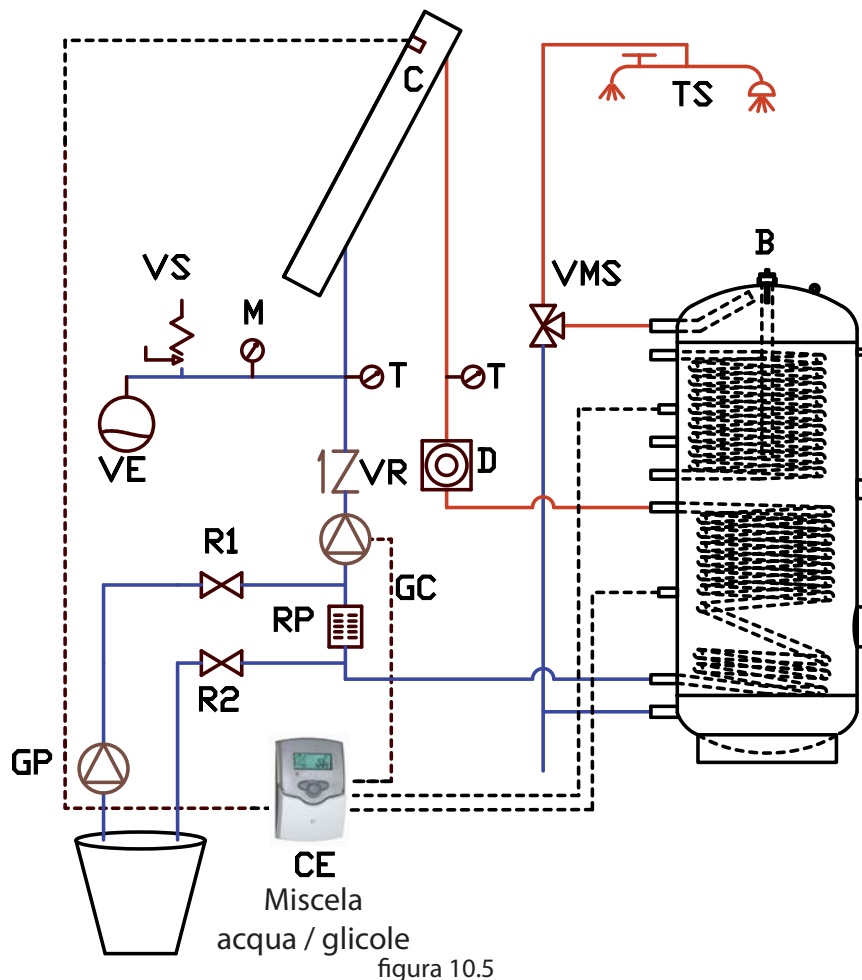 C
TS
B
VS
VMS
M
T
T
VE
VR
D
R1
GC
RP
R2
GP
CE
Miscela
acqua / glicole
figura 10.5